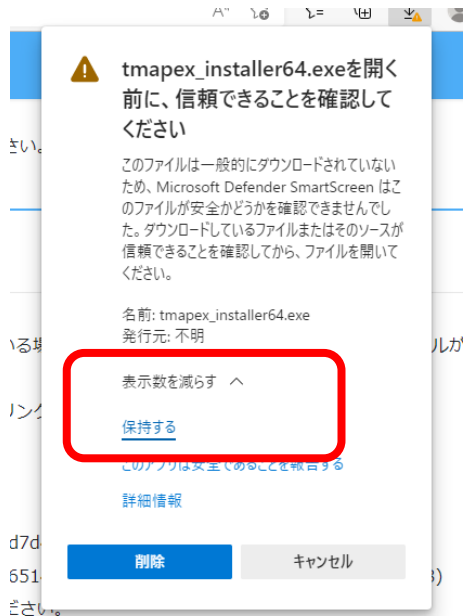 さい。
tmapex_installer64.exeを開く
前に、信頼できることを確認して
ください
このファイルは一般的にダウンロードされていない
ため、Microsoft Defender SmartScreen はこ
のファイルが安全かどうかを確認できませんでし
た。ダウンロードしているファイルまたはそのソースが
信頼できることを確認してから、ファイルを開いて
ください。
名前: tmapex_installer64.exe
発行元: 不明
いる場
ルが
表示数を減らす
リンク
保持する
このアプリは安全であることを報告する
詳細情報
d7d
削除
キャンセル
651
3)
ださい。